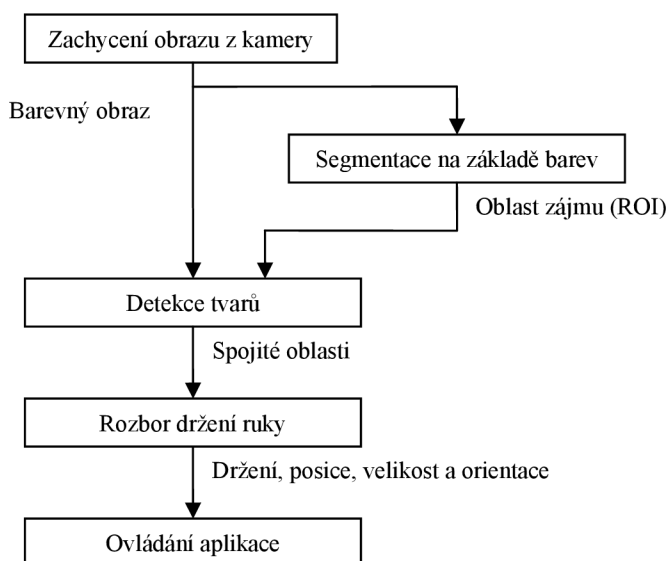 Zachycení obrazu z kamery
Barevný obraz
Segmentace na základě barev
Oblast zájmu (ROI)
Detekce tvarů
Spojité oblasti
Rozbor držení ruky
Držení, posice, velikost a orientace
Ovládání aplikace